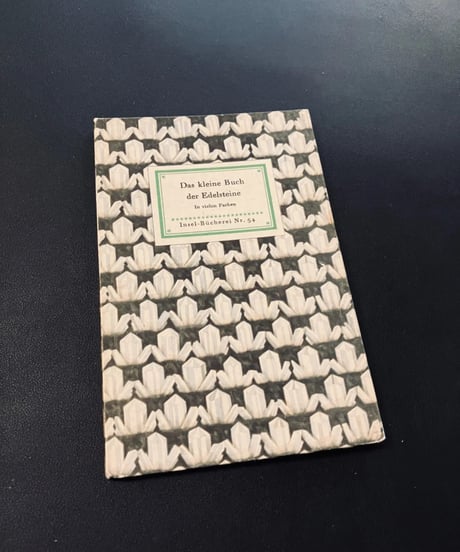 Das kleine Buch
der Edelsteine
In vielen Farben
Insel-Bücherei Nr. 54